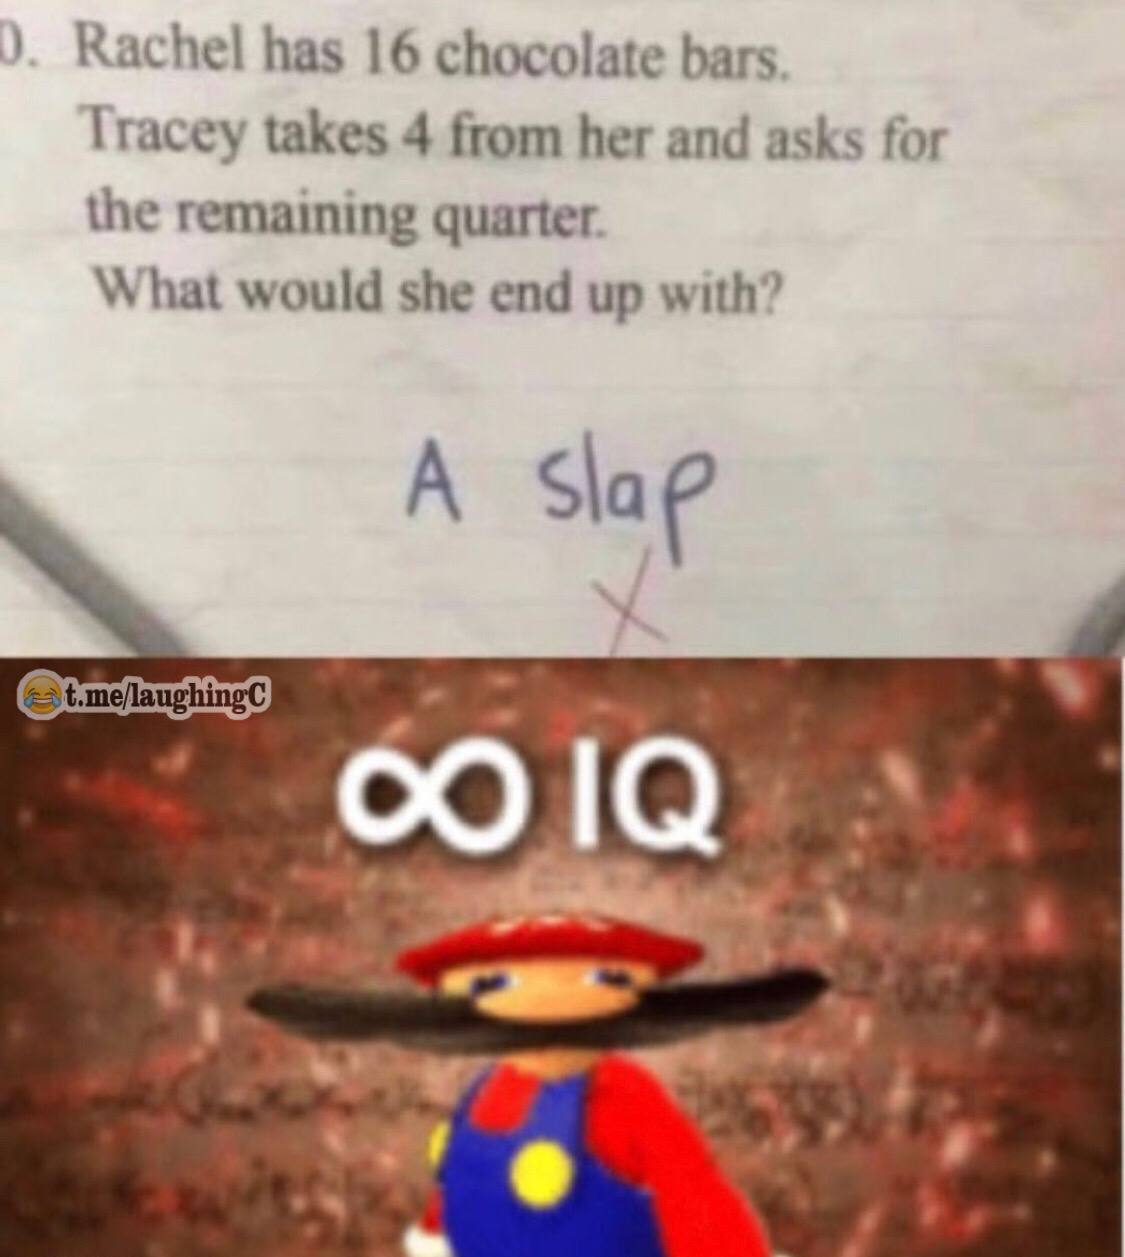 0. Rachel has 16 chocolate bars.
Tracey takes 4 from her and asks for
the remaining quarter.
What would she end up with?
A slap
t.me/laughingC
∞ IQ